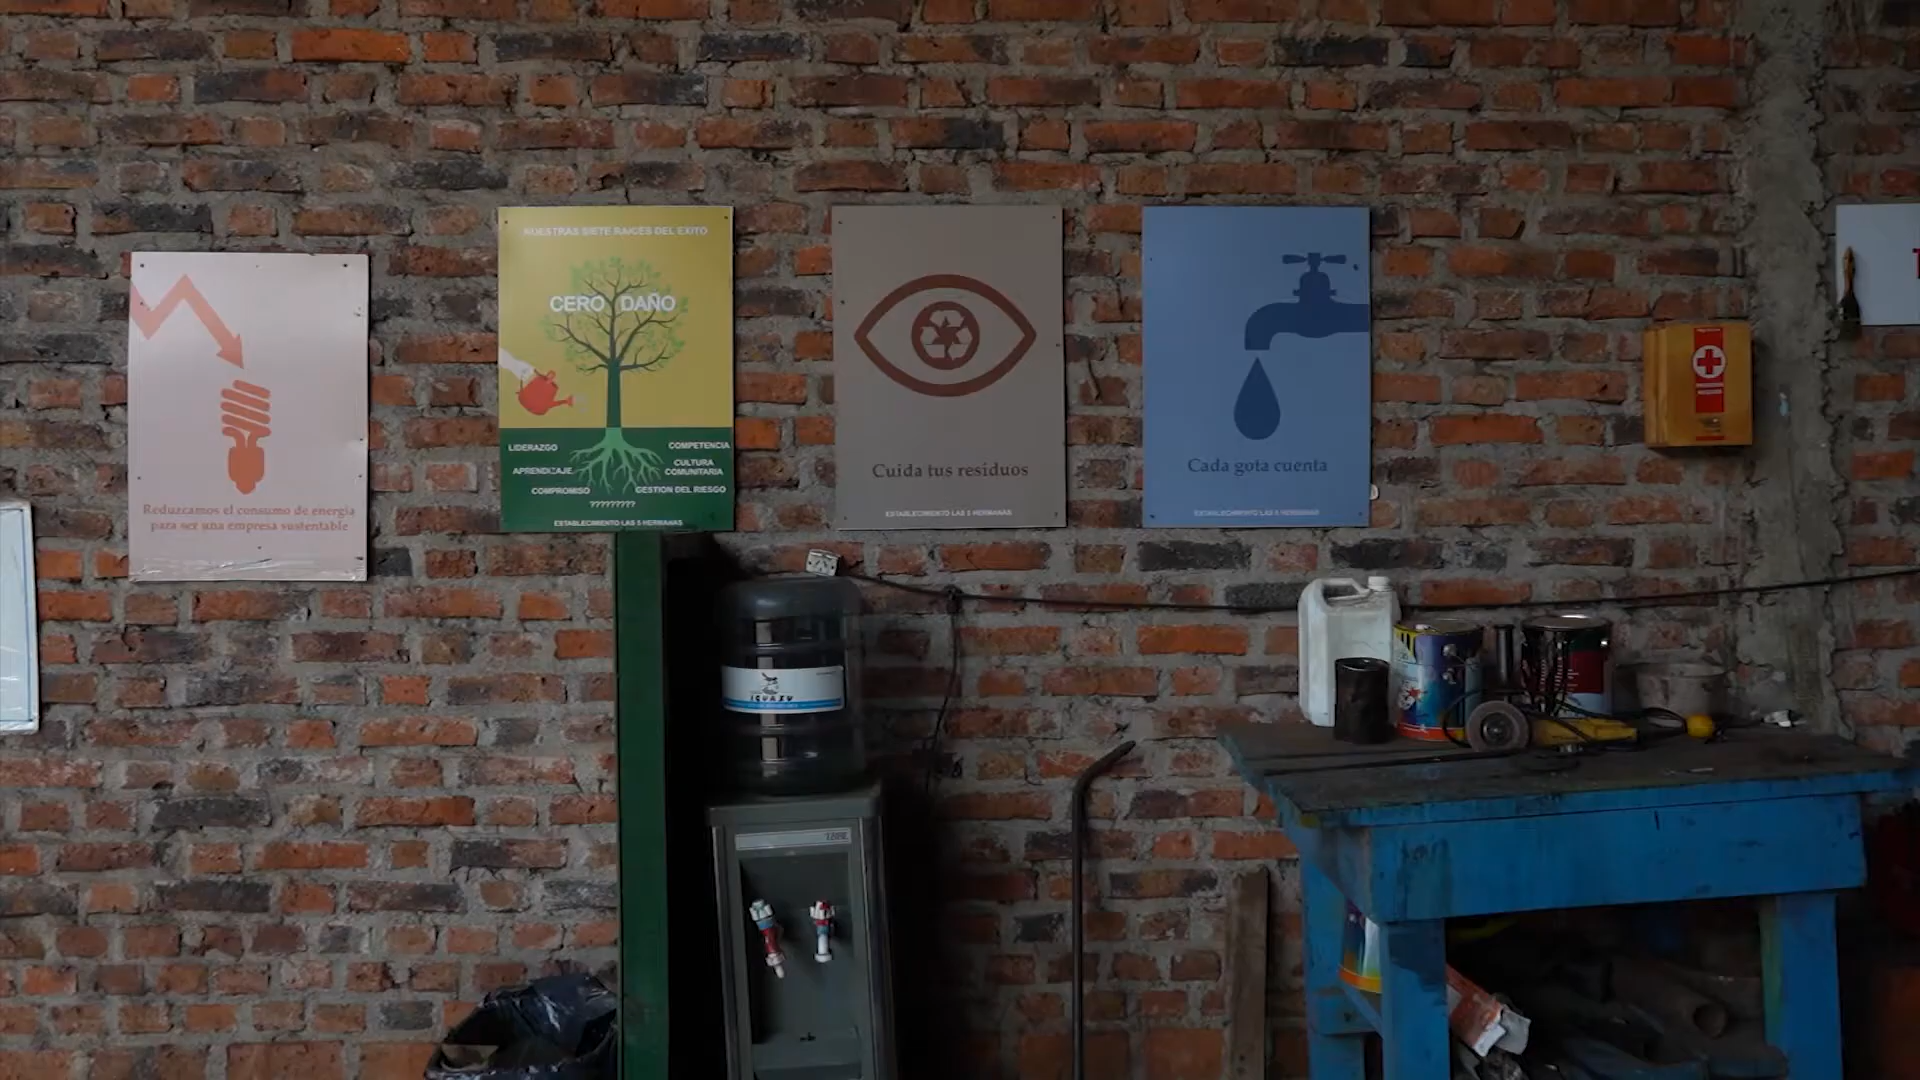 Reduzcamos el consumo de energía
para ser una empresa sustentable
NUESTRAS SIETE RAICES DEL EXITO
CERO DAÑO
LIDERAZGO
COMPETENCIA
APRENDIZAJE
CULTURA
COMUNITARIA
COMPROMISO
GESTION DEL RIESGO
?????????
ESTABLECIMIENTO LAS 5 HERMANAS
Cuida tus residuos
ESTABLECIMIENTO LAS 5 HERMANAS
Cada gota cuenta
ESTABLECIMIENTO LAS 5 HERMANAS
IGUAZU